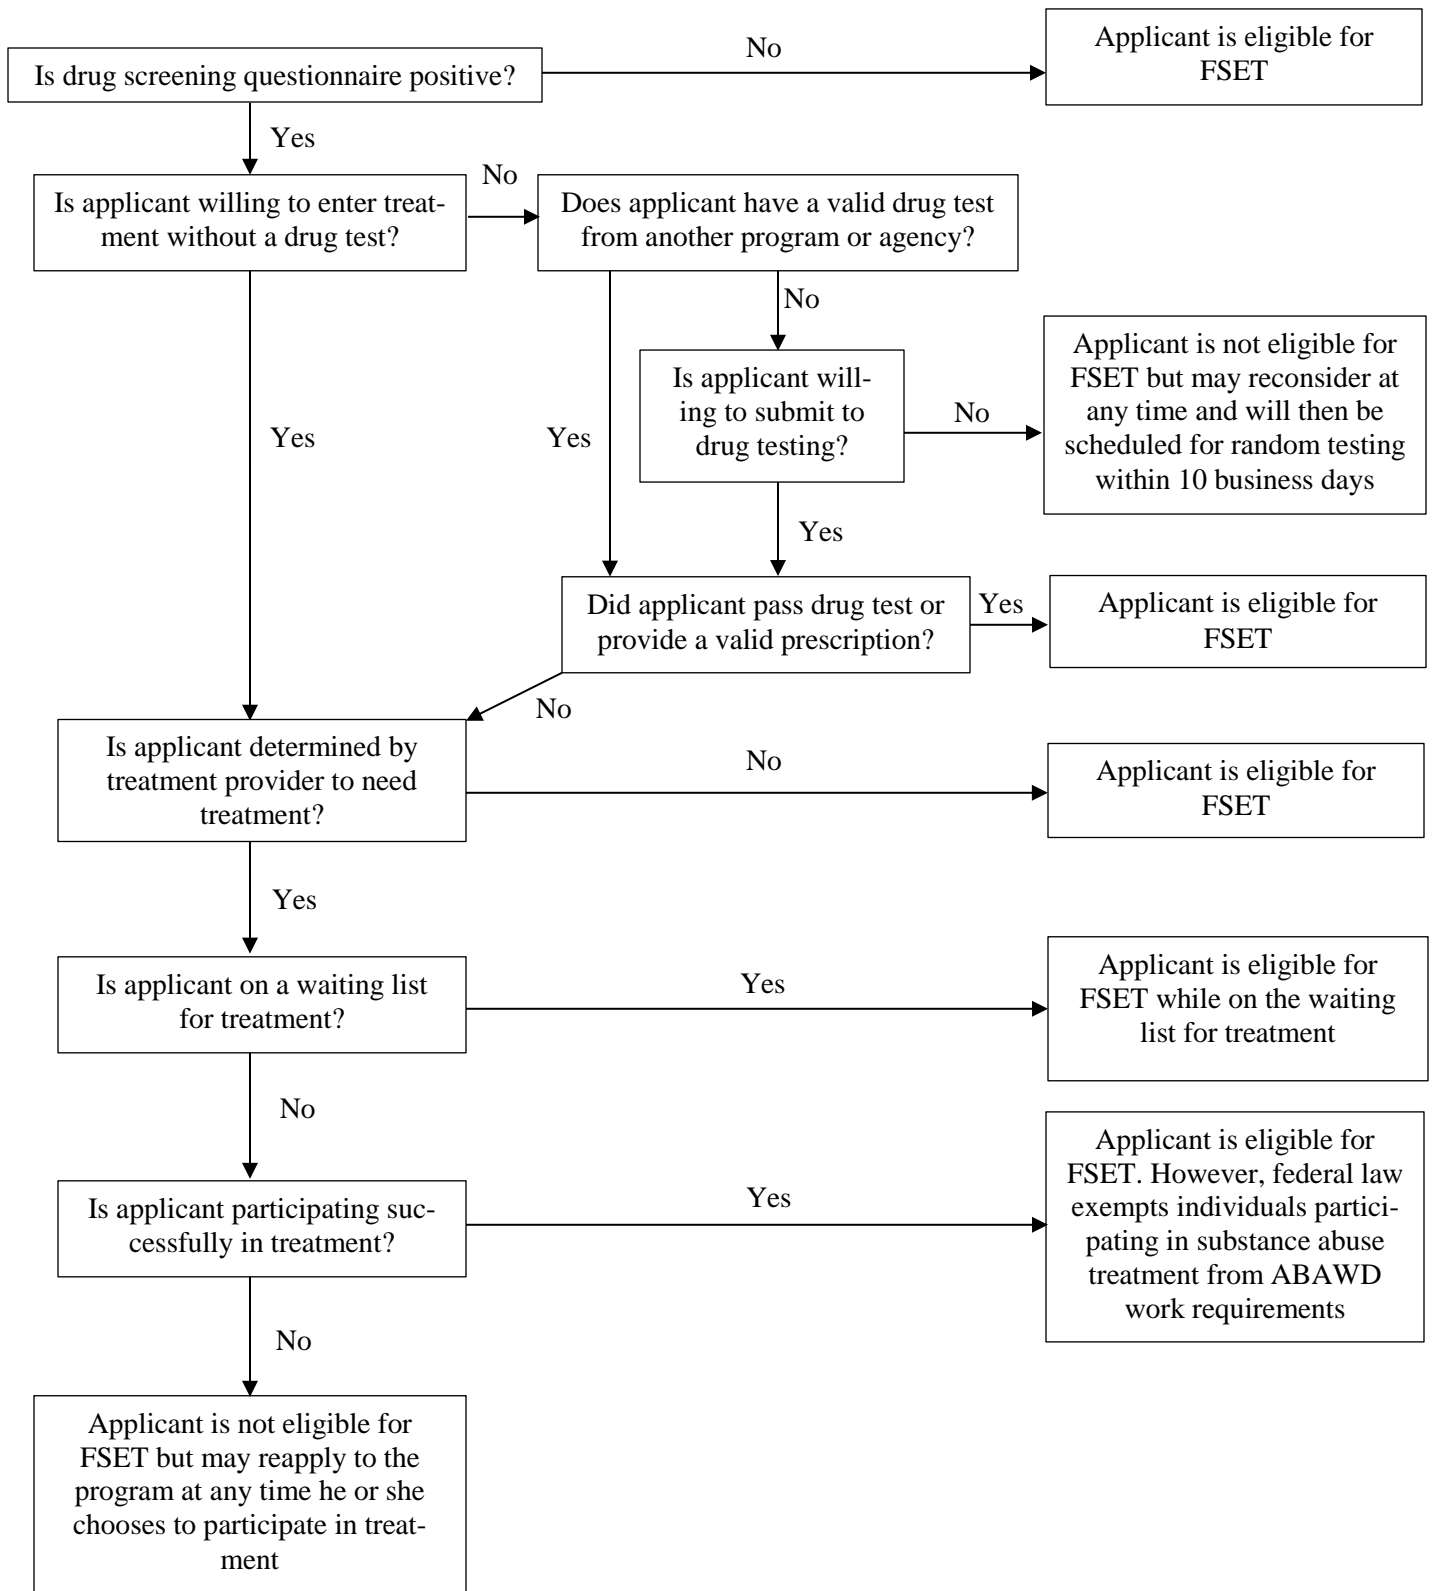 No
Applicant is eligible for
FSET
Is drug screening questionnaire positive?
Yes
No
Is applicant willing to enter treat-
ment without a drug test?
Does applicant have a valid drug test
from another program or agency?
No
Applicant is not eligible for
FSET but may reconsider at
any time and will then be
scheduled for random testing
within 10 business days
Is applicant will-
ing to submit to
drug testing?
No
Yes
Yes
Yes
Did applicant pass drug test or
provide a valid prescription?
Yes
Applicant is eligible for
FSET
No
Is applicant determined by
treatment provider to need
treatment?
No
Applicant is eligible for
FSET
Yes
Is applicant on a waiting list
for treatment?
Yes
Applicant is eligible for
FSET while on the waiting
list for treatment
No
Is applicant participating suc-
cessfully in treatment?
Yes
Applicant is eligible for
FSET. However, federal law
exempts individuals partici-
pating in substance abuse
treatment from ABAWD
work requirements
No
Applicant is not eligible for
FSET but may reapply to the
program at any time he or she
chooses to participate in treat-
ment